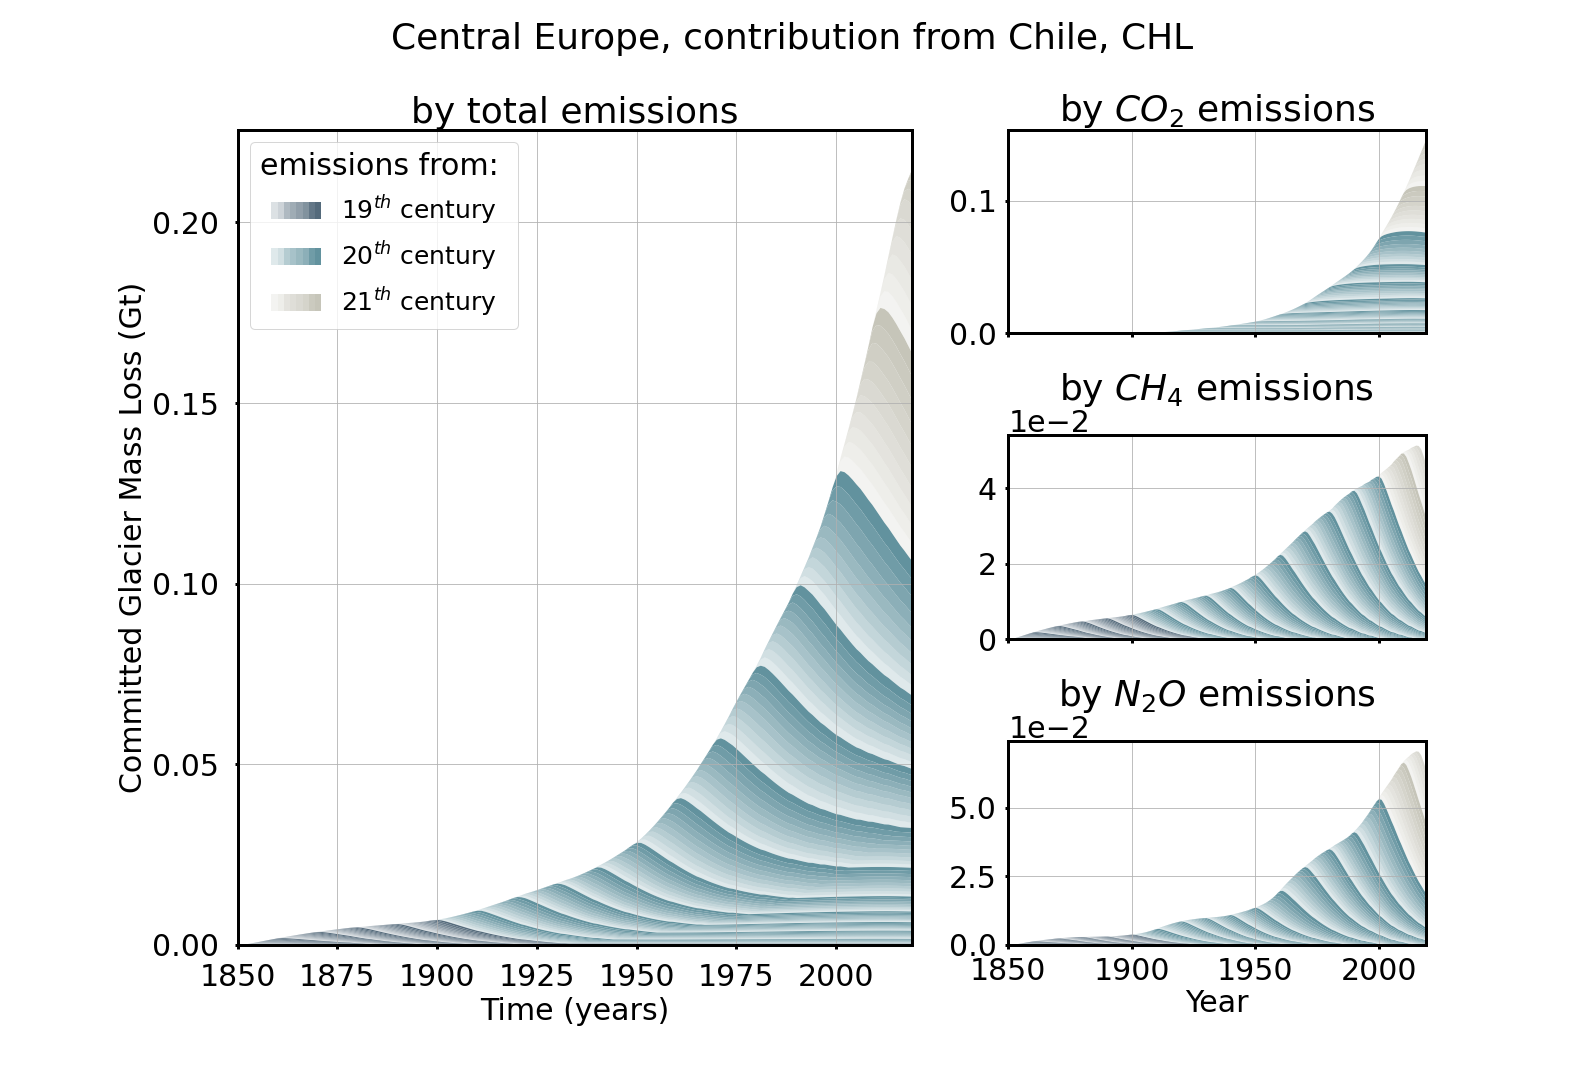 Central Europe, contribution from Chile, CHL
by total emissions
emissions from:
19th century
20th century
21th century
Committed Glacier Mass Loss (Gt)
0.20
0.15
0.10
0.05
0.00
1850 1875 1900 1925 1950 1975 2000
Time (years)
by CO2 emissions
0.1
0.0
by CH4 emissions
1e−2
4
2
0
by N2O emissions
1e−2
5.0
2.5
0.0
1850 1900 1950 2000
Year